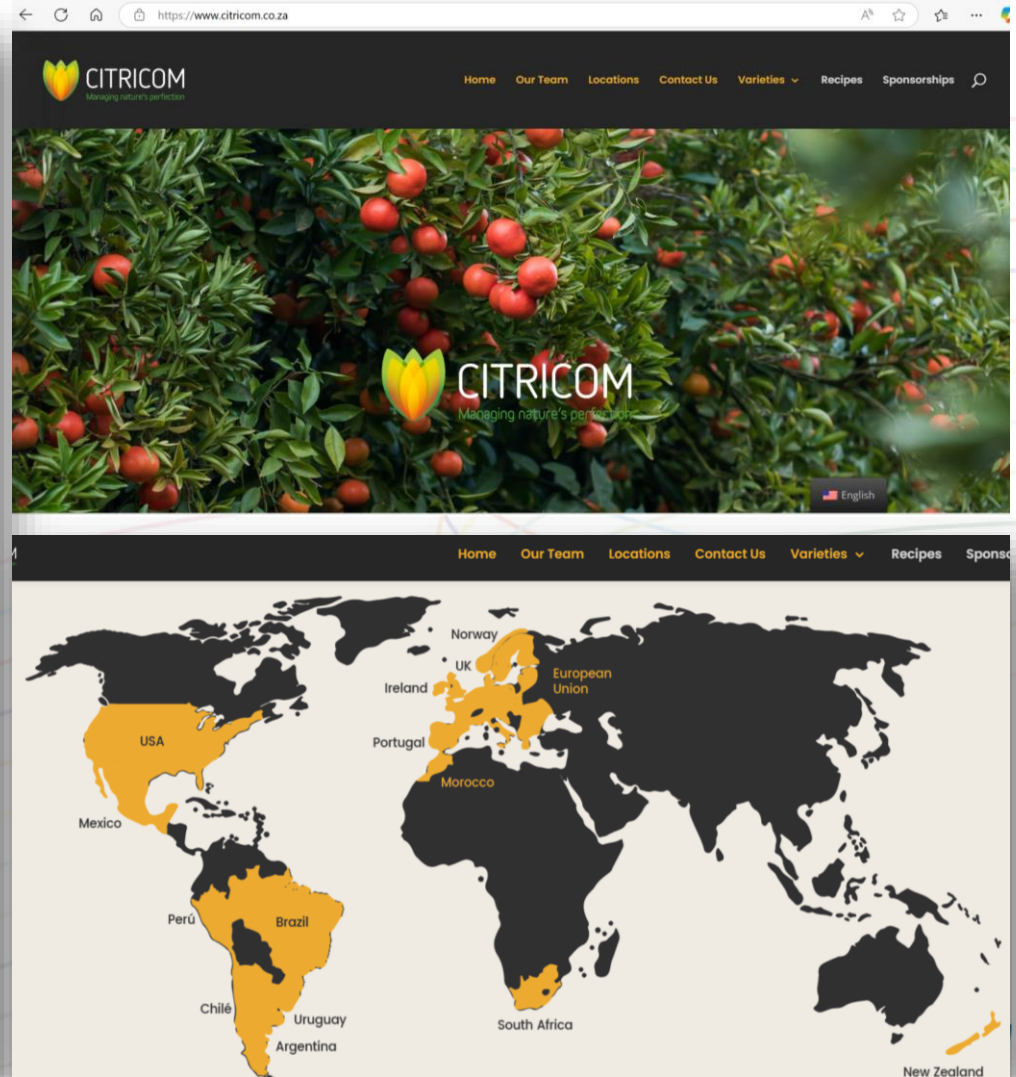 https://www.citricom.co.za
CITRICOM
Managing nature's perfection
Home Our Team Locations Contact Us Varieties Recipes Sponsorships
CITRICOM
Managing nature's perfection
English
M
Home Our Team Locations Contact Us Varieties Recipes Sponso
Norway
UK
European
Union
Ireland
USA
Portugal
Morocco
Mexico
Perú
Brazil
Chilé
Uruguay
South Africa
Argentina
New Zealand